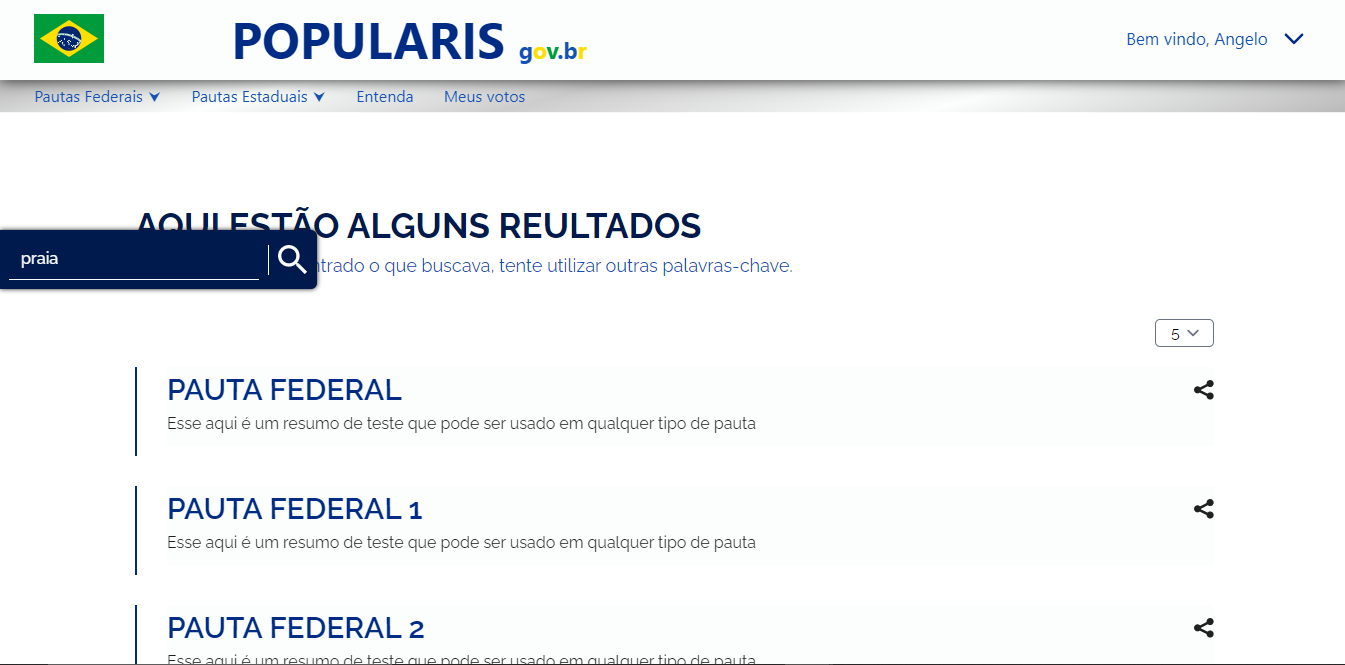 POPULARIS gov.br
Bem vindo, Angelo
Pautas Federais Pautas Estaduais Entenda Meus votos
AQUI ESTÃO ALGUNS REULTADOS
praia
o que buscava, tente utilizar outras palavras-chave.
5
PAUTA FEDERAL
Esse aqui é um resumo de teste que pode ser usado em qualquer tipo de pauta
PAUTA FEDERAL 1
Esse aqui é um resumo de teste que pode ser usado em qualquer tipo de pauta
PAUTA FEDERAL 2
Esse aqui é um resumo de teste que pode ser usado em qualquer tipo de pauta